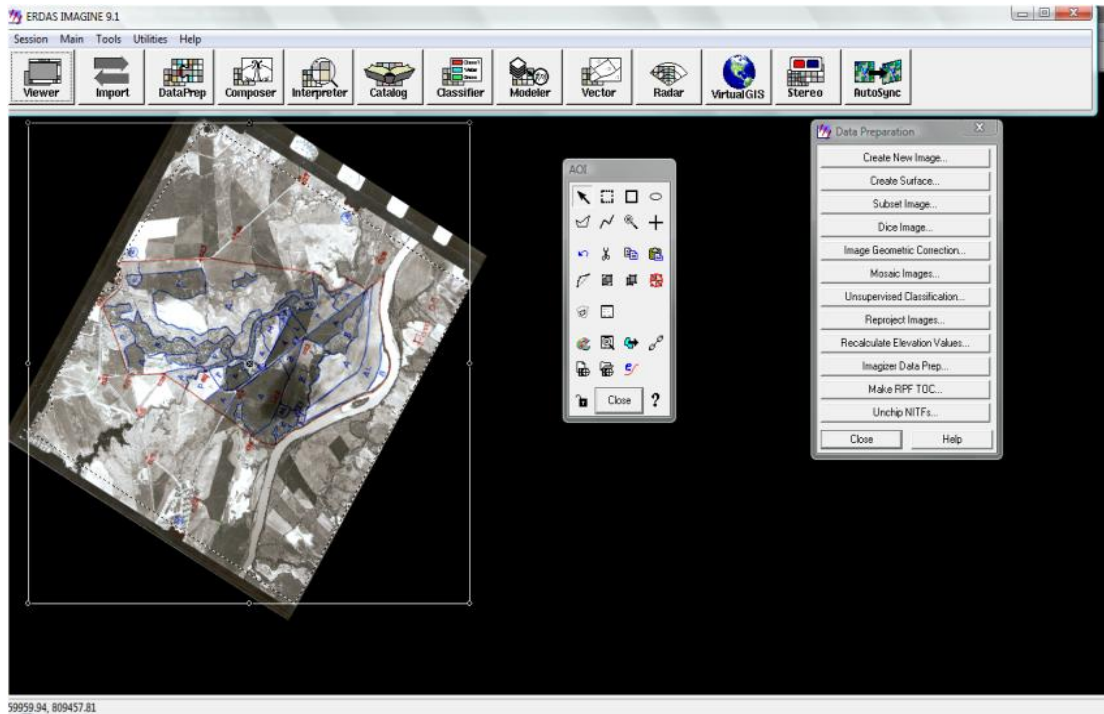 ERDAS IMAGINE 9.1
Session Main Tools Utilities Help
Viewer Import DataPrep Composer Interpreter Catalog Classifier Modeler Vector Radar VirtualGIS Stereo AutoSync
AOI
Close ?
Data Preparation
Create New Image...
Create Surface...
Subset Image...
Dice Image...
Image Geometric Correction...
Mosaic Images...
Unsupervised Classification...
Reproject Images...
Recalculate Elevation Values...
Imagizer Data Prep...
Make RPF TOC...
Unchip NITFs...
Close Help
59959.94, 809457.81